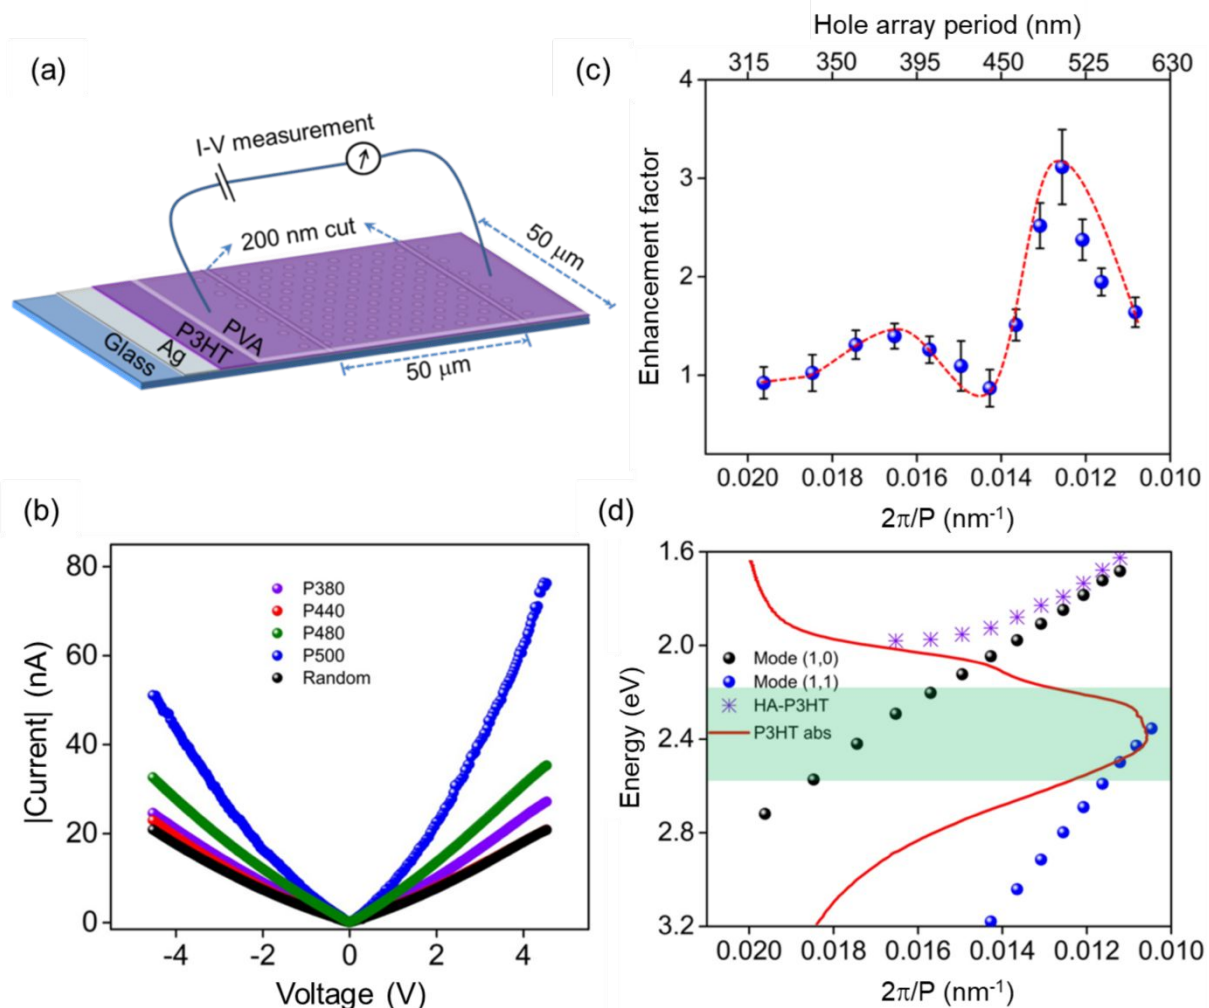 (a)
I-V measurement
200 nm cut
50 μm
50 μm
Glass
Ag
P3HT
PVA
(c)
Hole array period (nm)
315 350 395 450 525 630
4
3
2
1
Enhancement factor
0.020 0.018 0.016 0.014 0.012 0.010
2π/P (nm-1)
(b)
80
60
40
20
0
|Current| (nA)
P380
P440
P480
P500
Random
-4 -2 0 2 4
Voltage (V)
(d)
1.6
2.0
2.4
2.8
3.2
Energy (eV)
Mode (1,0)
Mode (1,1)
HA-P3HT
P3HT abs
0.020 0.018 0.016 0.014 0.012 0.010
2π/P (nm-1)